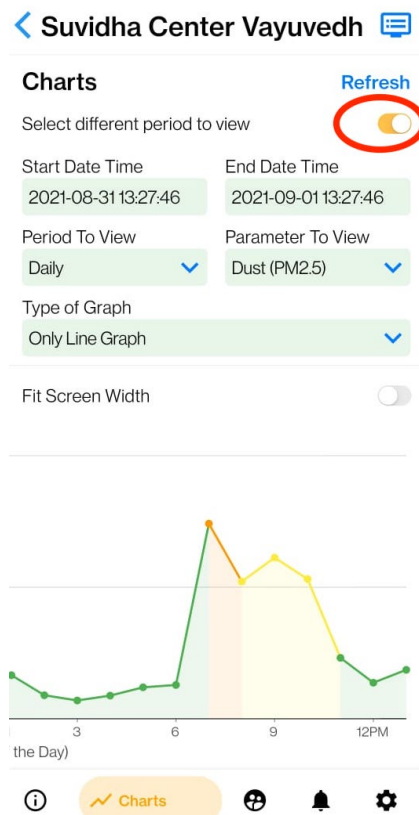 Suvidha Center Vayuvedh
Charts
Refresh
Select different period to view
Start Date Time
End Date Time
2021-08-31 13:27:46
2021-09-01 13:27:46
Period To View
Parameter To View
Daily
Dust (PM2.5)
Type of Graph
Only Line Graph
Fit Screen Width
3
6
9
12PM
the Day)
Charts